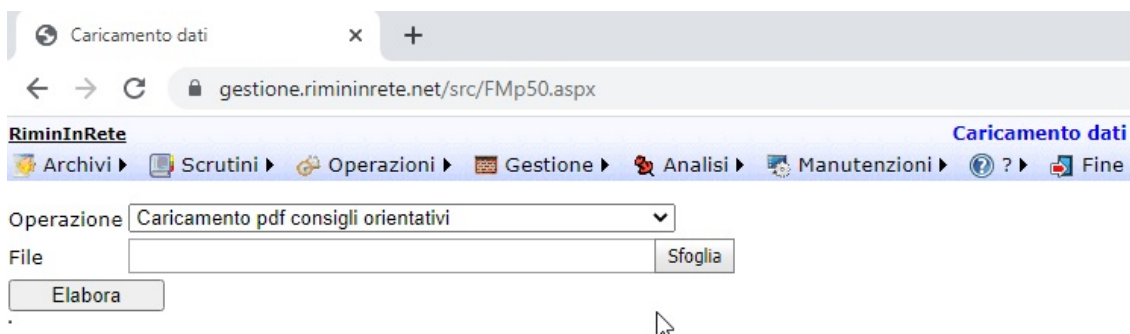 Caricamento dati
gestione.rimininrete.net/src/FMp50.aspx
RiminInRete Caricamento dati
Archivi Scrutini Operazioni Gestione Analisi Manutenzioni ? Fine
Operazione Caricamento pdf consigli orientativi
File Sfoglia
Elabora